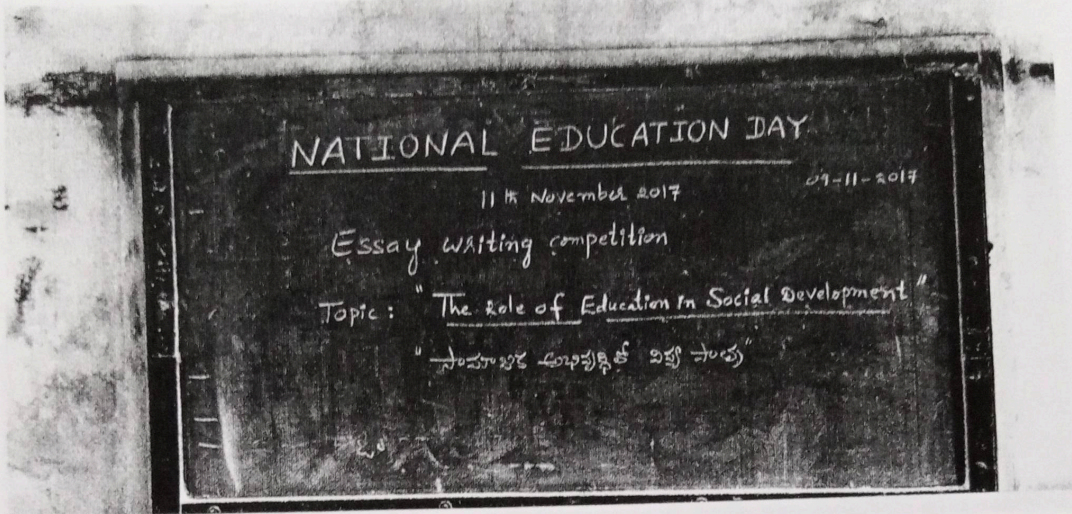 NATIONAL EDUCATION DAY
09-11-2017
11th November 2017
Essay writing competition
Topic : "The role of Education in Social Development"
"సామాజిక అభివృద్ధిలో విద్య పాత్ర"